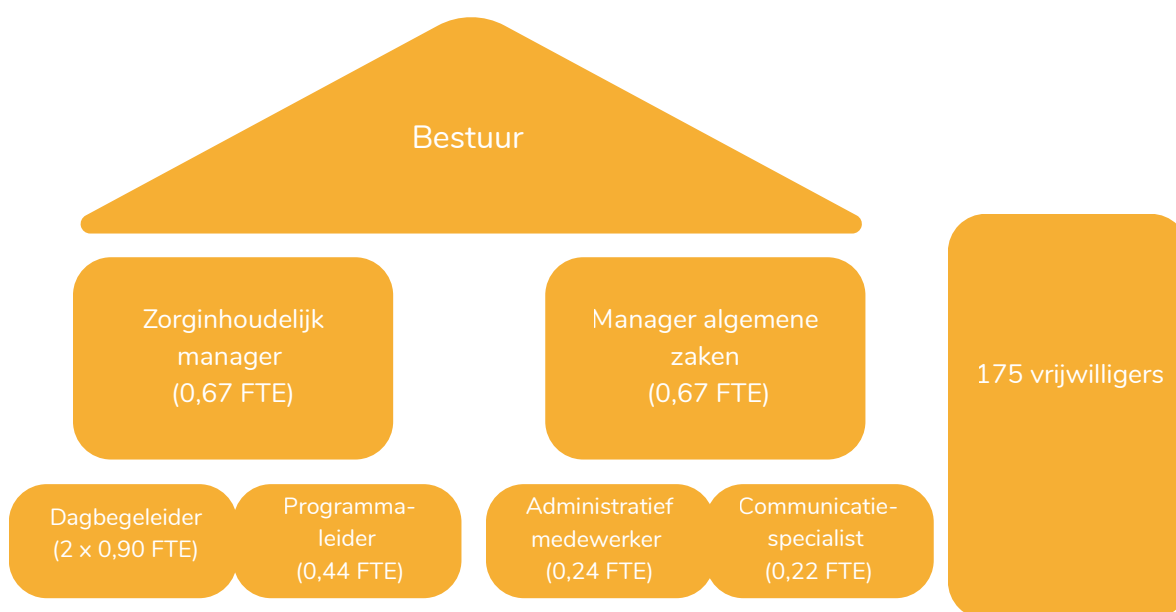 Bestuur
Zorginhoudelijk
manager
(0,67 FTE)
Manager algemene
zaken
(0,67 FTE)
175 vrijwilligers
Dagbegeleider
(2 x 0,90 FTE)
Programma-
leider
(0,44 FTE)
Administratief
medewerker
(0,24 FTE)
Communicatie-
specialist
(0,22 FTE)